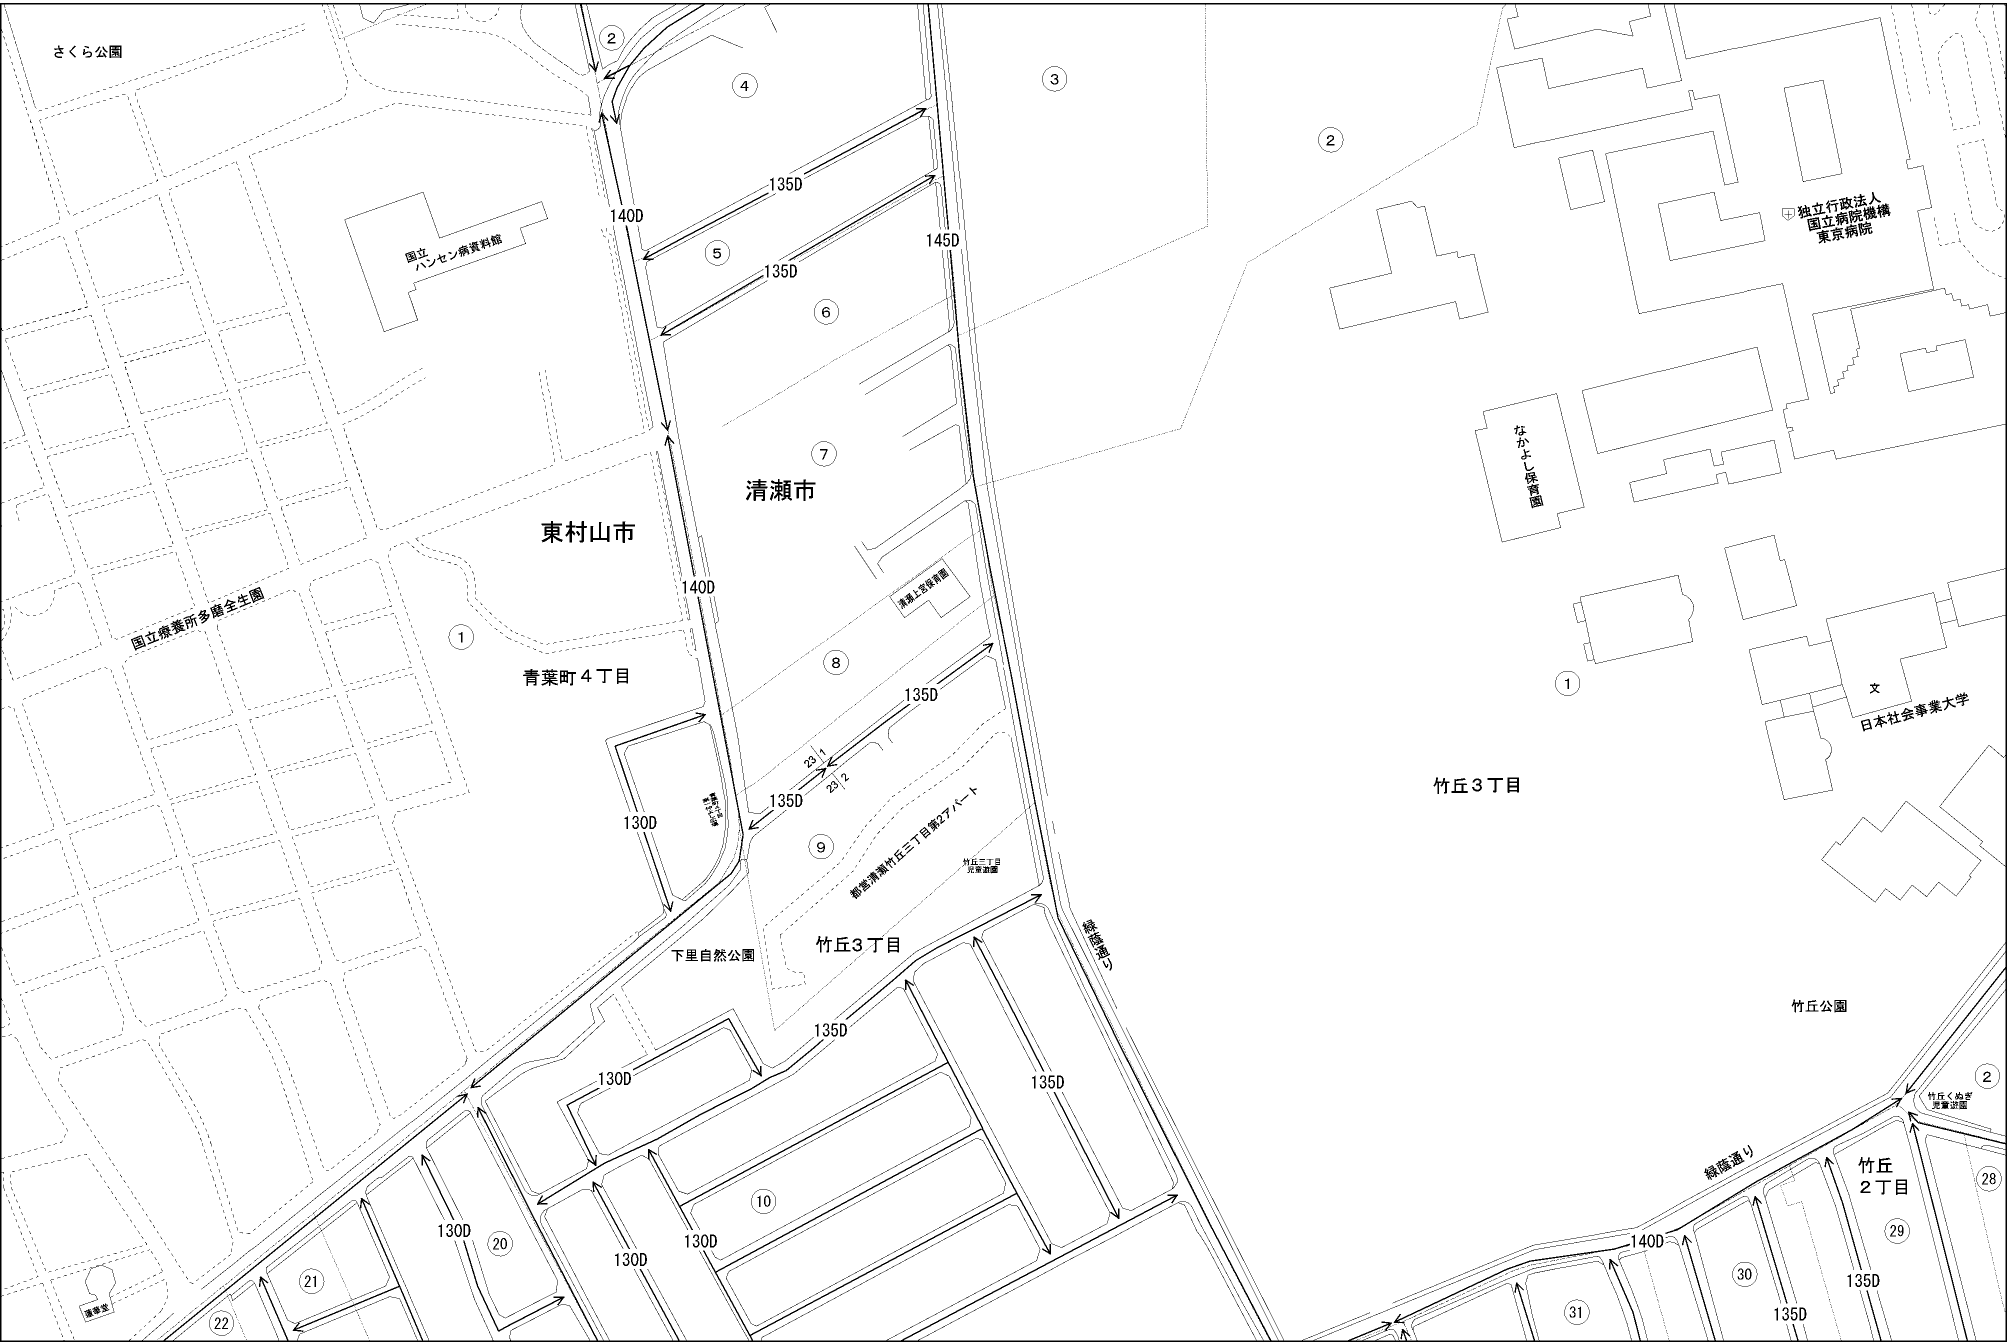 さくら公園
2
4
3
2
135D
140D
独立行政法人
国立病院機構
東京病院
国立
ハンセン病資料館
5
145D
135D
6
なかよし保育園
7
清瀬市
東村山市
140D
清瀬上宮保育園
国立療養所多磨全生園
1
8
青葉町4丁目
1
文
日本社会事業大学
135D
23 1
23 2
竹丘3丁目
135D
130D
9
都営清瀬竹丘三丁目第2アパート
竹丘三丁目
児童遊園
緑蔭通り
竹丘3丁目
下里自然公園
竹丘公園
135D
130D
135D
2
竹丘くぬぎ
児童遊園
緑蔭通り
竹丘
2丁目
28
10
130D
20
130D
130D
29
140D
21
30
135D
31
135D
22
蓮華堂